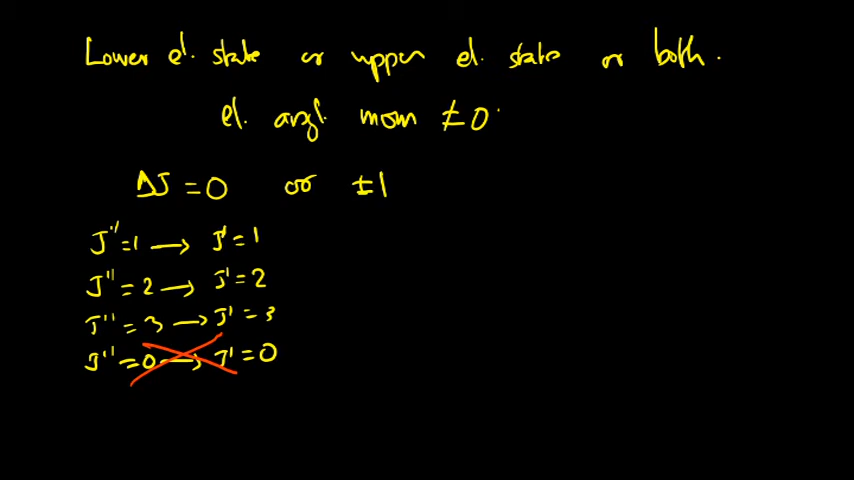 Lower el. state or upper el. state or both.
el. angl. mom ≠ 0.
ΔJ = 0 or ±1
J'' = 1 → J' = 1
J'' = 2 → J' = 2
J'' = 3 → J' = 3
J'' = 0 → J' = 0